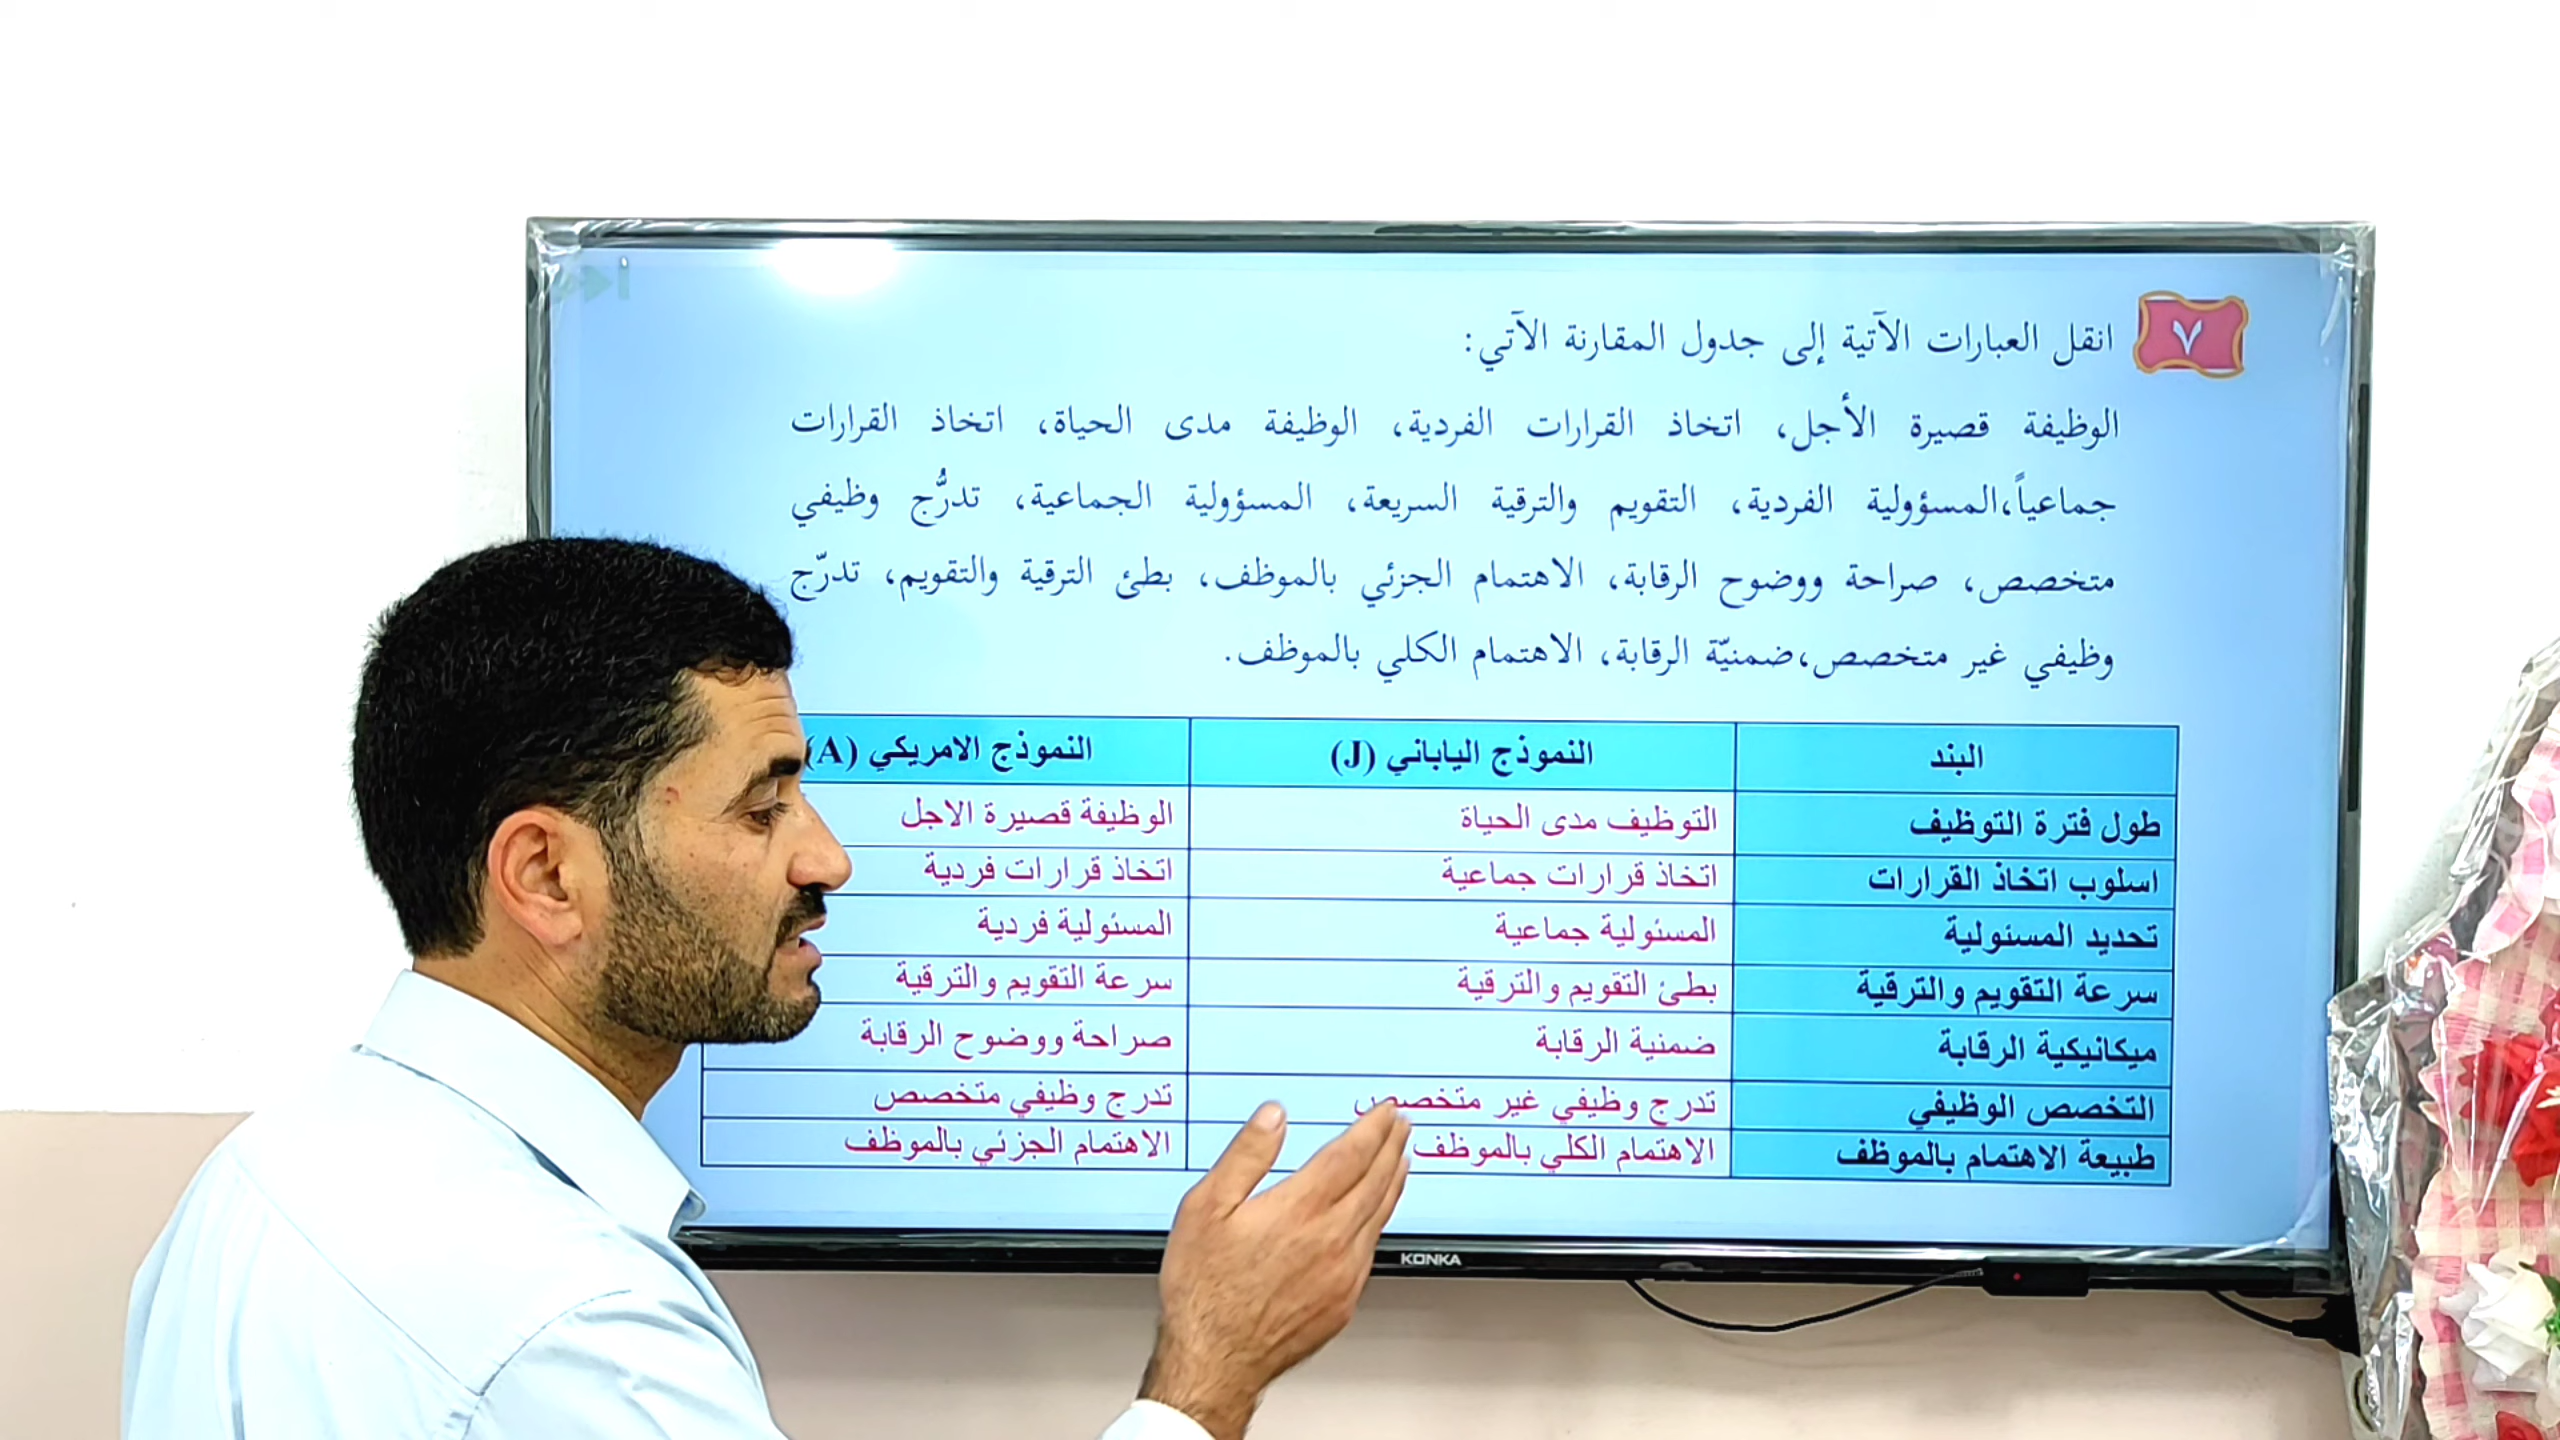 ٧
انقل العبارات الآتية إلى جدول المقارنة الآتي:
الوظيفة قصيرة الأجل، اتخاذ القرارات الفردية، الوظيفة مدى الحياة، اتخاذ القرارات
جماعياً،المسؤولية الفردية، التقويم والترقية السريعة، المسؤولية الجماعية، تدرُّج وظيفي
متخصص، صراحة ووضوح الرقابة، الاهتمام الجزئي بالموظف، بطئ الترقية والتقويم، تدرّج
وظيفي غير متخصص،ضمنيّة الرقابة، الاهتمام الكلي بالموظف.
البند النموذج الياباني (J) النموذج الامريكي (A)
طول فترة التوظيف التوظيف مدى الحياة الوظيفة قصيرة الاجل
اسلوب اتخاذ القرارات اتخاذ قرارات جماعية اتخاذ قرارات فردية
تحديد المسئولية المسئولية جماعية المسئولية فردية
سرعة التقويم والترقية بطئ التقويم والترقية سرعة التقويم والترقية
ميكانيكية الرقابة ضمنية الرقابة صراحة ووضوح الرقابة
التخصص الوظيفي تدرج وظيفي غير متخصص تدرج وظيفي متخصص
طبيعة الاهتمام بالموظف الاهتمام الكلي بالموظف الاهتمام الجزئي بالموظف
KONKA